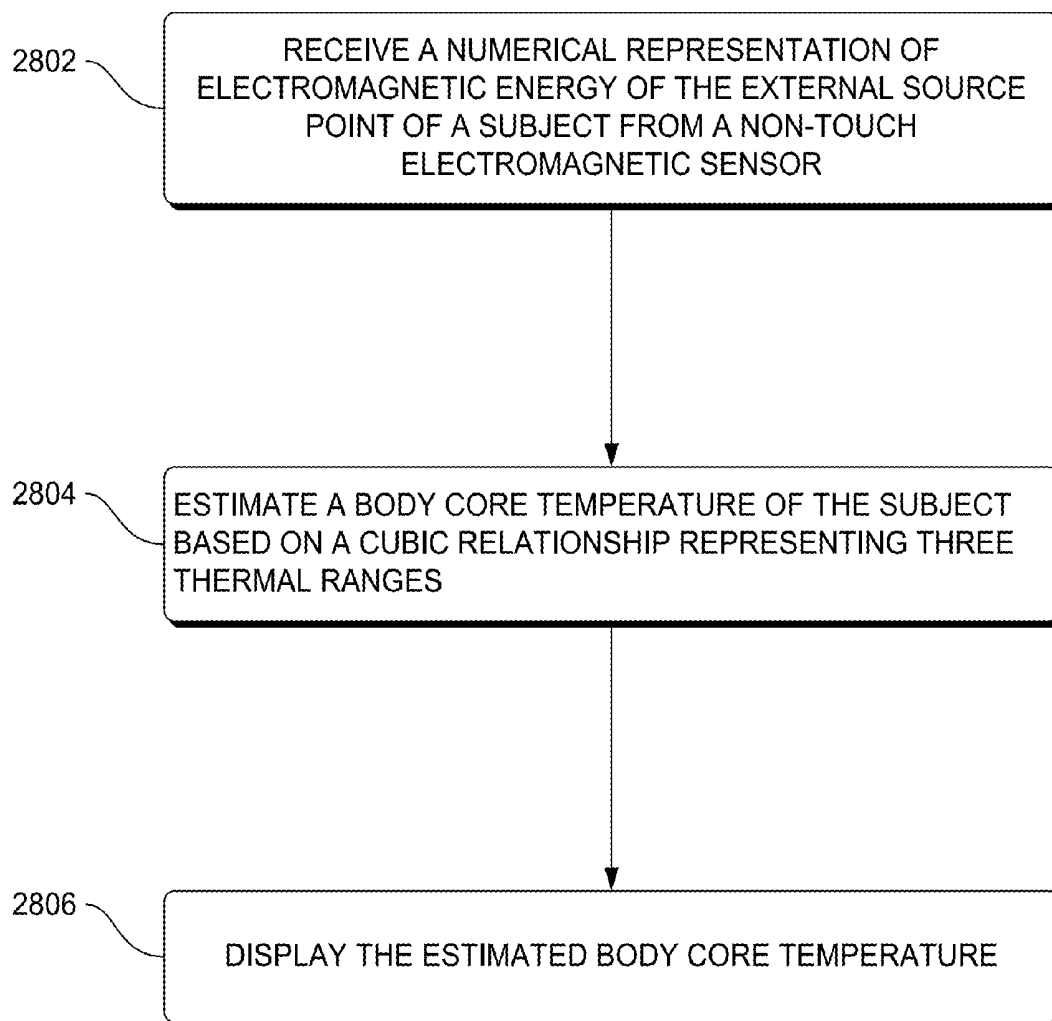 2802
RECEIVE A NUMERICAL REPRESENTATION OF
ELECTROMAGNETIC ENERGY OF THE EXTERNAL SOURCE
POINT OF A SUBJECT FROM A NON-TOUCH
ELECTROMAGNETIC SENSOR
2804
ESTIMATE A BODY CORE TEMPERATURE OF THE SUBJECT
BASED ON A CUBIC RELATIONSHIP REPRESENTING THREE
THERMAL RANGES
2806
DISPLAY THE ESTIMATED BODY CORE TEMPERATURE